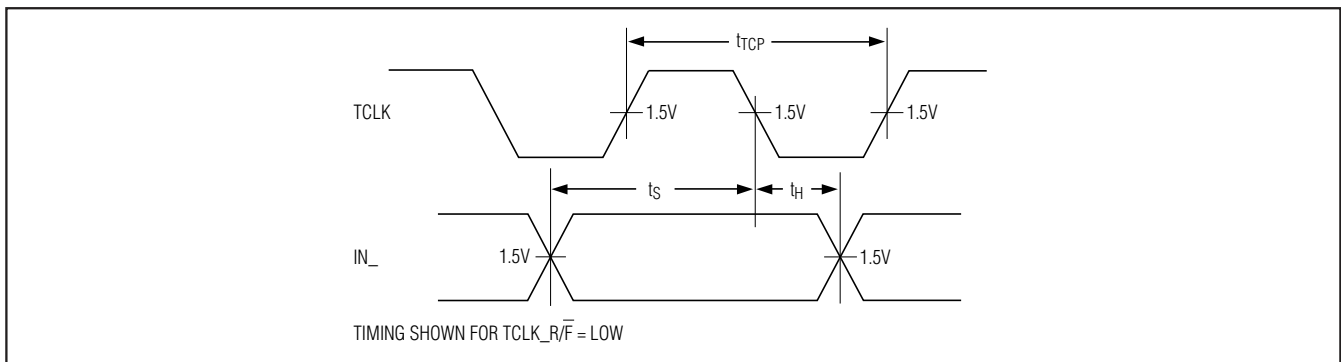 tTCP
TCLK
1.5V
1.5V
1.5V
tS
tH
IN_
1.5V
1.5V
TIMING SHOWN FOR TCLK_R/F̅ = LOW